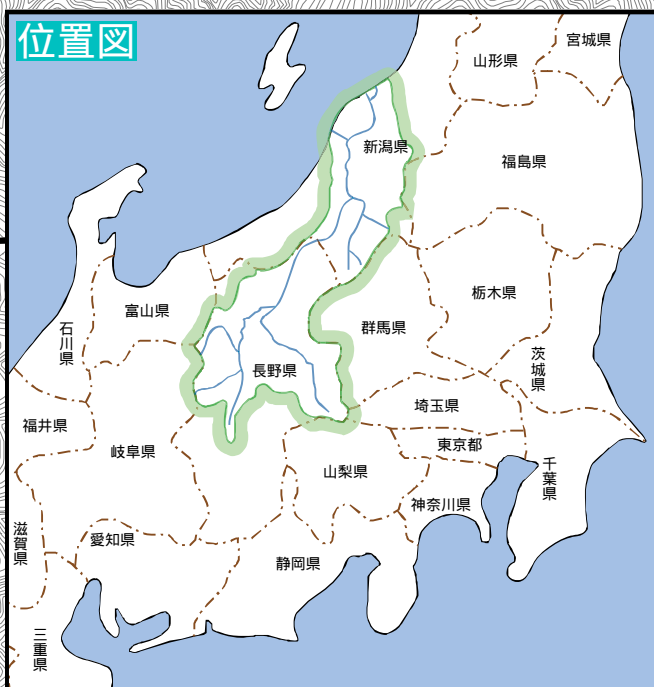 位置図
宮城県
山形県
新潟県
福島県
栃木県
富山県
群馬県
石川県
長野県
茨城県
埼玉県
福井県
岐阜県
東京都
山梨県
千葉県
神奈川県
滋賀県
愛知県
静岡県
三重県